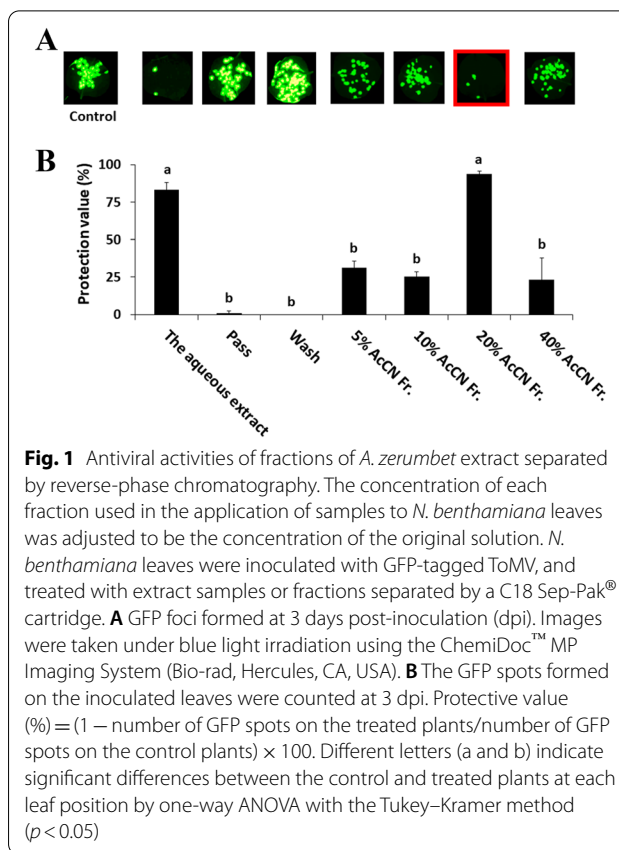 A
Control
B
Protection value (%)
100
75
50
25
0
a
b
b
b
b
a
b
The aqueous extract
Pass
Wash
5% AcCN Fr.
10% AcCN Fr.
20% AcCN Fr.
40% AcCN Fr.
Fig. 1 Antiviral activities of fractions of A. zerumbet extract separated
by reverse-phase chromatography. The concentration of each
fraction used in the application of samples to N. benthamiana leaves
was adjusted to be the concentration of the original solution. N.
benthamiana leaves were inoculated with GFP-tagged ToMV, and
treated with extract samples or fractions separated by a C18 Sep-Pak®
cartridge. A GFP foci formed at 3 days post-inoculation (dpi). Images
were taken under blue light irradiation using the ChemiDoc™ MP
Imaging System (Bio-rad, Hercules, CA, USA). B The GFP spots formed
on the inoculated leaves were counted at 3 dpi. Protective value
(%) = (1 − number of GFP spots on the treated plants/number of GFP
spots on the control plants) × 100. Different letters (a and b) indicate
significant differences between the control and treated plants at each
leaf position by one-way ANOVA with the Tukey–Kramer method
(p < 0.05)